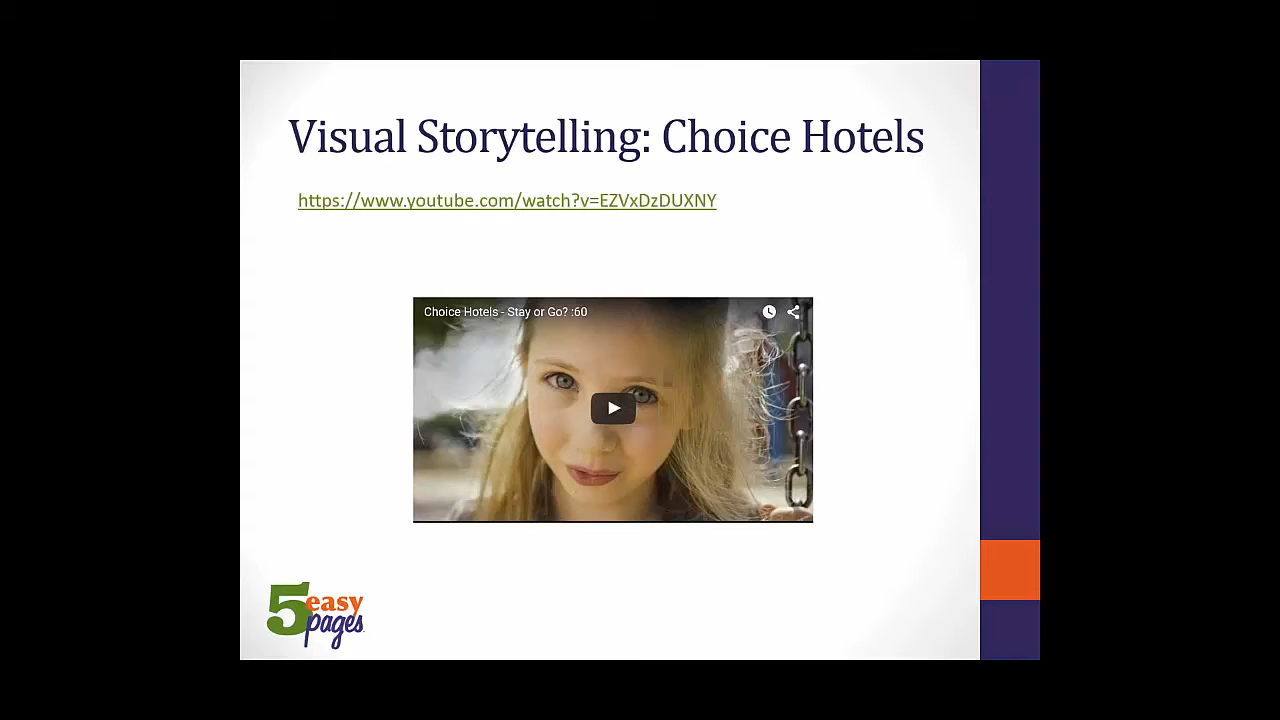 Visual Storytelling: Choice Hotels
https://www.youtube.com/watch?v=EZVxDzDUXNY
Choice Hotels - Stay or Go? :60
5 easy
pages